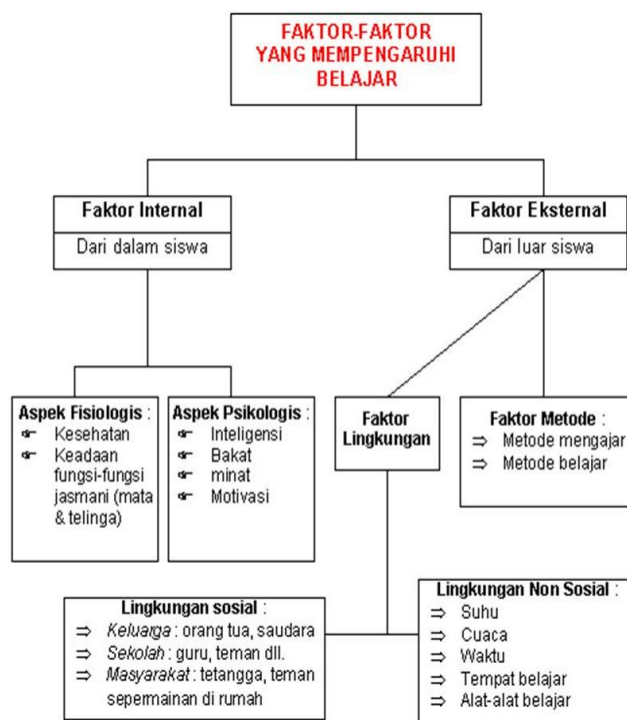 FAKTOR-FAKTOR
YANG MEMPENGARUHI
BELAJAR
Faktor Internal
Dari dalam siswa
Faktor Eksternal
Dari luar siswa
Aspek Fisiologis :
☞ Kesehatan
☞ Keadaan
fungsi-fungsi
jasmani (mata
& telinga)
Aspek Psikologis :
☞ Inteligensi
☞ Bakat
☞ minat
☞ Motivasi
Faktor
Lingkungan
Faktor Metode :
⇒ Metode mengajar
⇒ Metode belajar
Lingkungan sosial :
⇒ Keluarga : orang tua, saudara
⇒ Sekolah : guru, teman dll.
⇒ Masyarakat : tetangga, teman
sepermainan di rumah
Lingkungan Non Sosial :
⇒ Suhu
⇒ Cuaca
⇒ Waktu
⇒ Tempat belajar
⇒ Alat-alat belajar